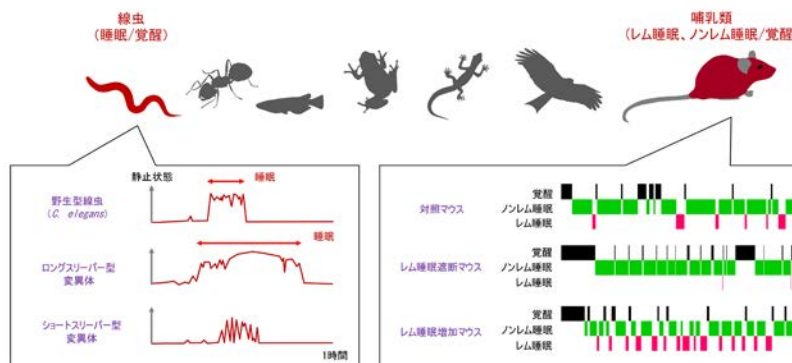 線虫
(睡眠/覚醒)
哺乳類
(レム睡眠、ノンレム睡眠/覚醒
静止状態
睡眠
野生型線虫
(C. elegans)
睡眠
ロングスリーパー型
変異体
ショートスリーパー型
変異体
1時間
対照マウス
覚醒
ノンレム睡眠
レム睡眠
レム睡眠遮断マウス
覚醒
ノンレム睡眠
レム睡眠
レム睡眠増加マウス
覚醒
ノンレム睡眠
レム睡眠